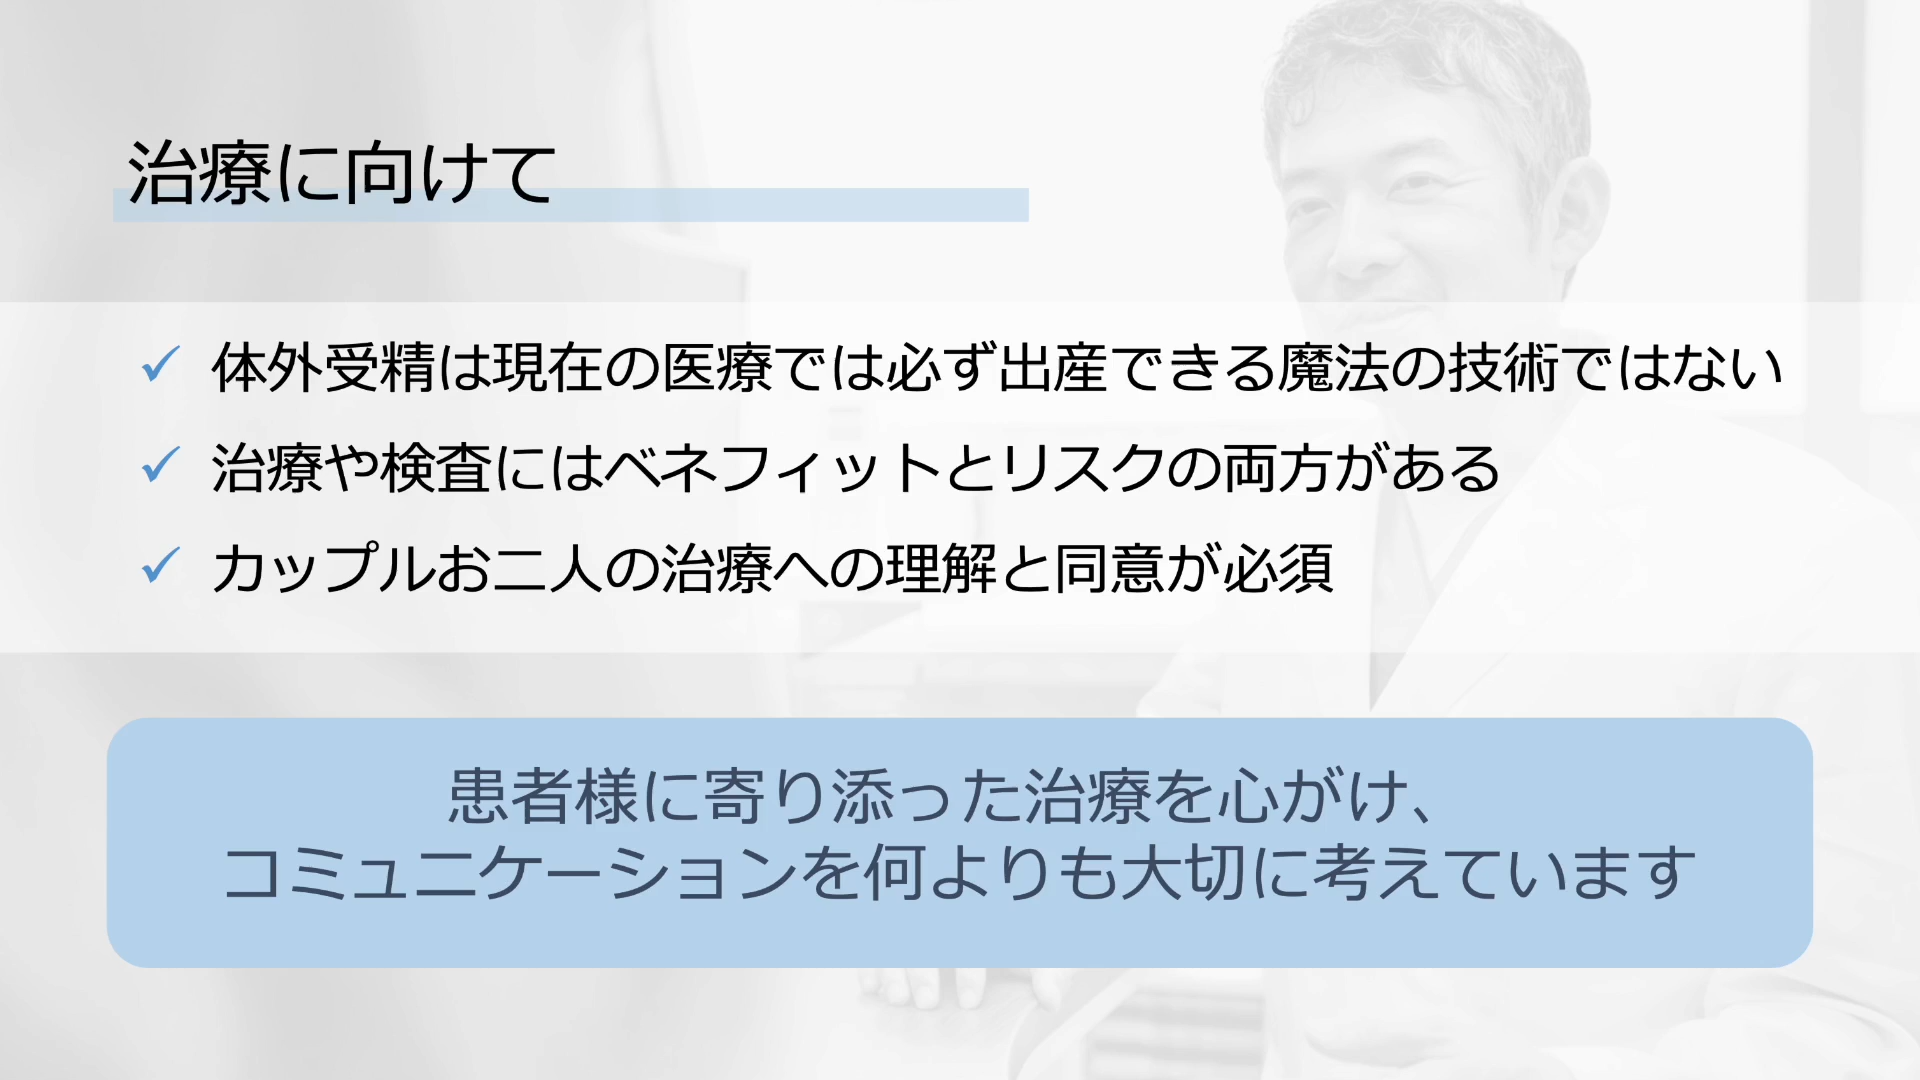 治療に向けて
体外受精は現在の医療では必ず出産できる魔法の技術ではない
治療や検査にはベネフィットとリスクの両方がある
カップルお二人の治療への理解と同意が必須
患者様に寄り添った治療を心がけ、
コミュニケーションを何よりも大切に考えています